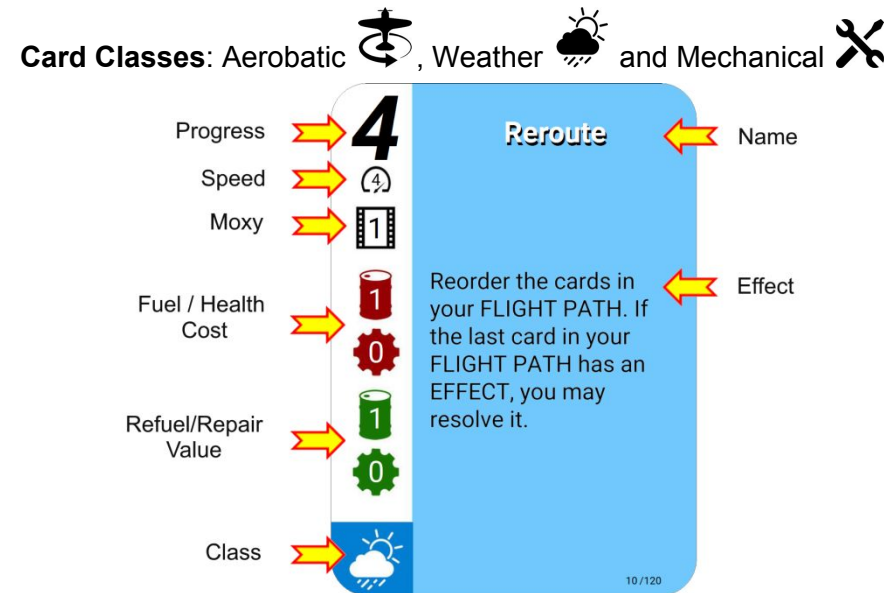 Card Classes: Aerobatic , Weather and Mechanical
Progress
4
Reroute
Name
Speed
4
Moxy
1
Reorder the cards in
your FLIGHT PATH. If
the last card in your
FLIGHT PATH has an
EFFECT, you may
resolve it.
Effect
Fuel / Health
Cost
1
0
Refuel/Repair
Value
1
0
Class
10/120